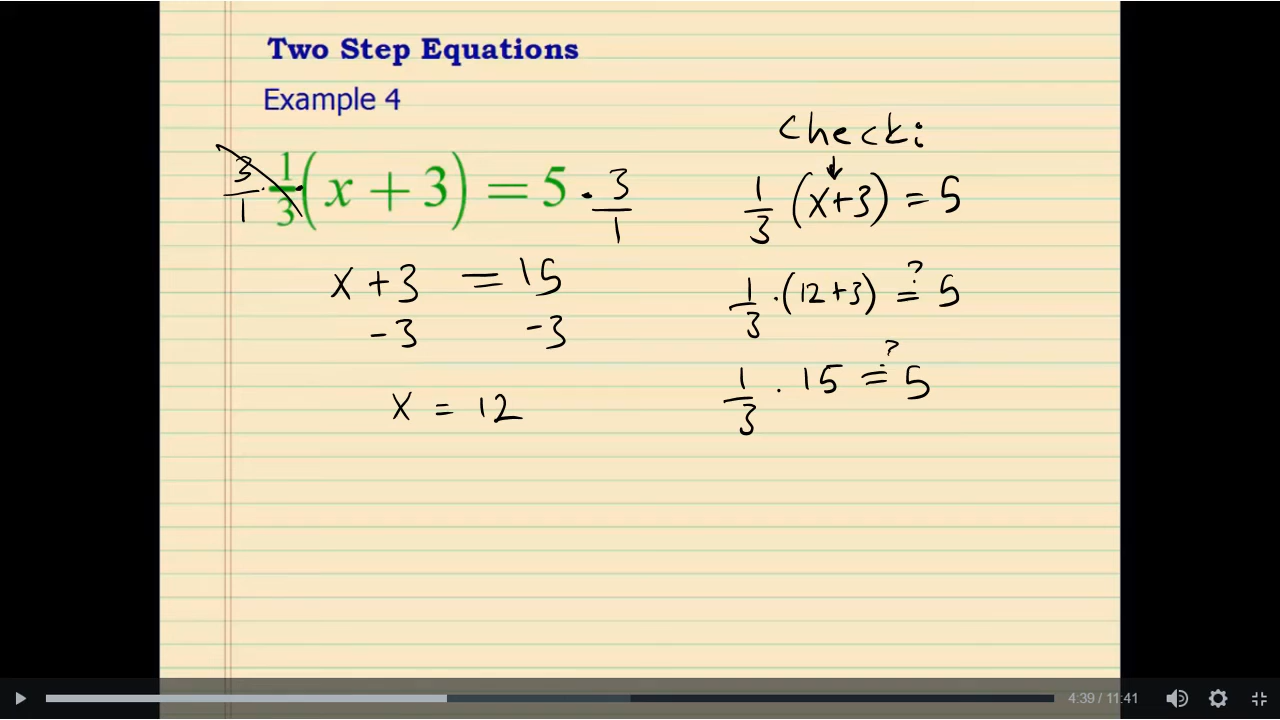 Two Step Equations
Example 4
3/1 · 1/3 (x + 3) = 5 · 3/1
x + 3 = 15
-3 -3
x = 12
Check:
1/3 (x+3) = 5
1/3 · (12+3) ?= 5
1/3 · 15 ?= 5
4:39 / 11:41